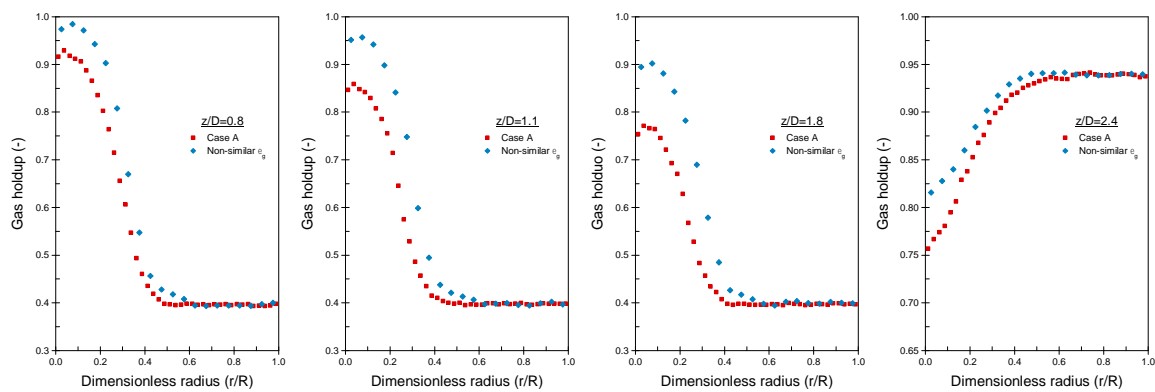 1.0
0.9
0.8
0.7
0.6
0.5
0.4
0.3
Gas holdup (-)
z/D=0.8
Case A
Non-similar e_g
0.0 0.2 0.4 0.6 0.8 1.0
Dimensionless radius (r/R)
1.0
0.9
0.8
0.7
0.6
0.5
0.4
0.3
Gas holdup (-)
z/D=1.1
Case A
Non-similar e_g
0.0 0.2 0.4 0.6 0.8 1.0
Dimensionless radius (r/R)
1.0
0.9
0.8
0.7
0.6
0.5
0.4
0.3
Gas holduo (-)
z/D=1.8
Case A
Non-similar e_g
0.0 0.2 0.4 0.6 0.8 1.0
Dimensionless radius (r/R)
1.0
0.95
0.90
0.85
0.80
0.75
0.70
0.65
Gas holdup (-)
z/D=2.4
Case A
Non-similar e_g
0.0 0.2 0.4 0.6 0.8 1.0
Dimensionless radius (r/R)